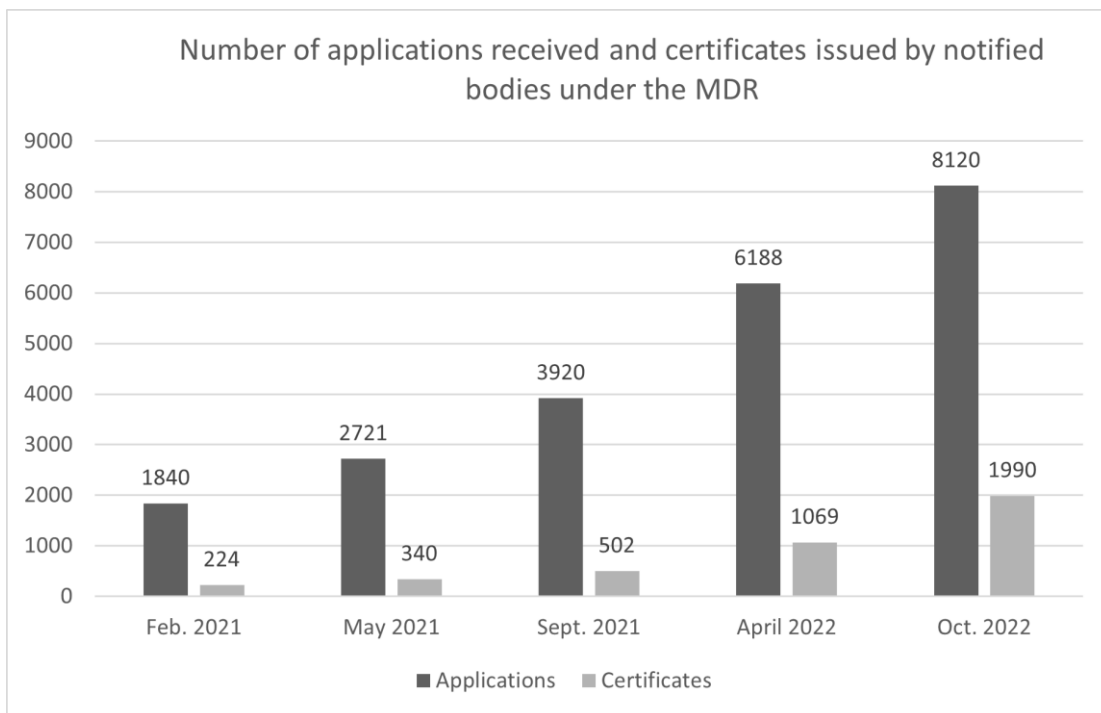 Number of applications received and certificates issued by notified
bodies under the MDR
9000
8000
7000
6000
5000
4000
3000
2000
1000
0
1840
224
2721
340
3920
502
6188
1069
8120
1990
Feb. 2021
May 2021
Sept. 2021
April 2022
Oct. 2022
Applications
Certificates